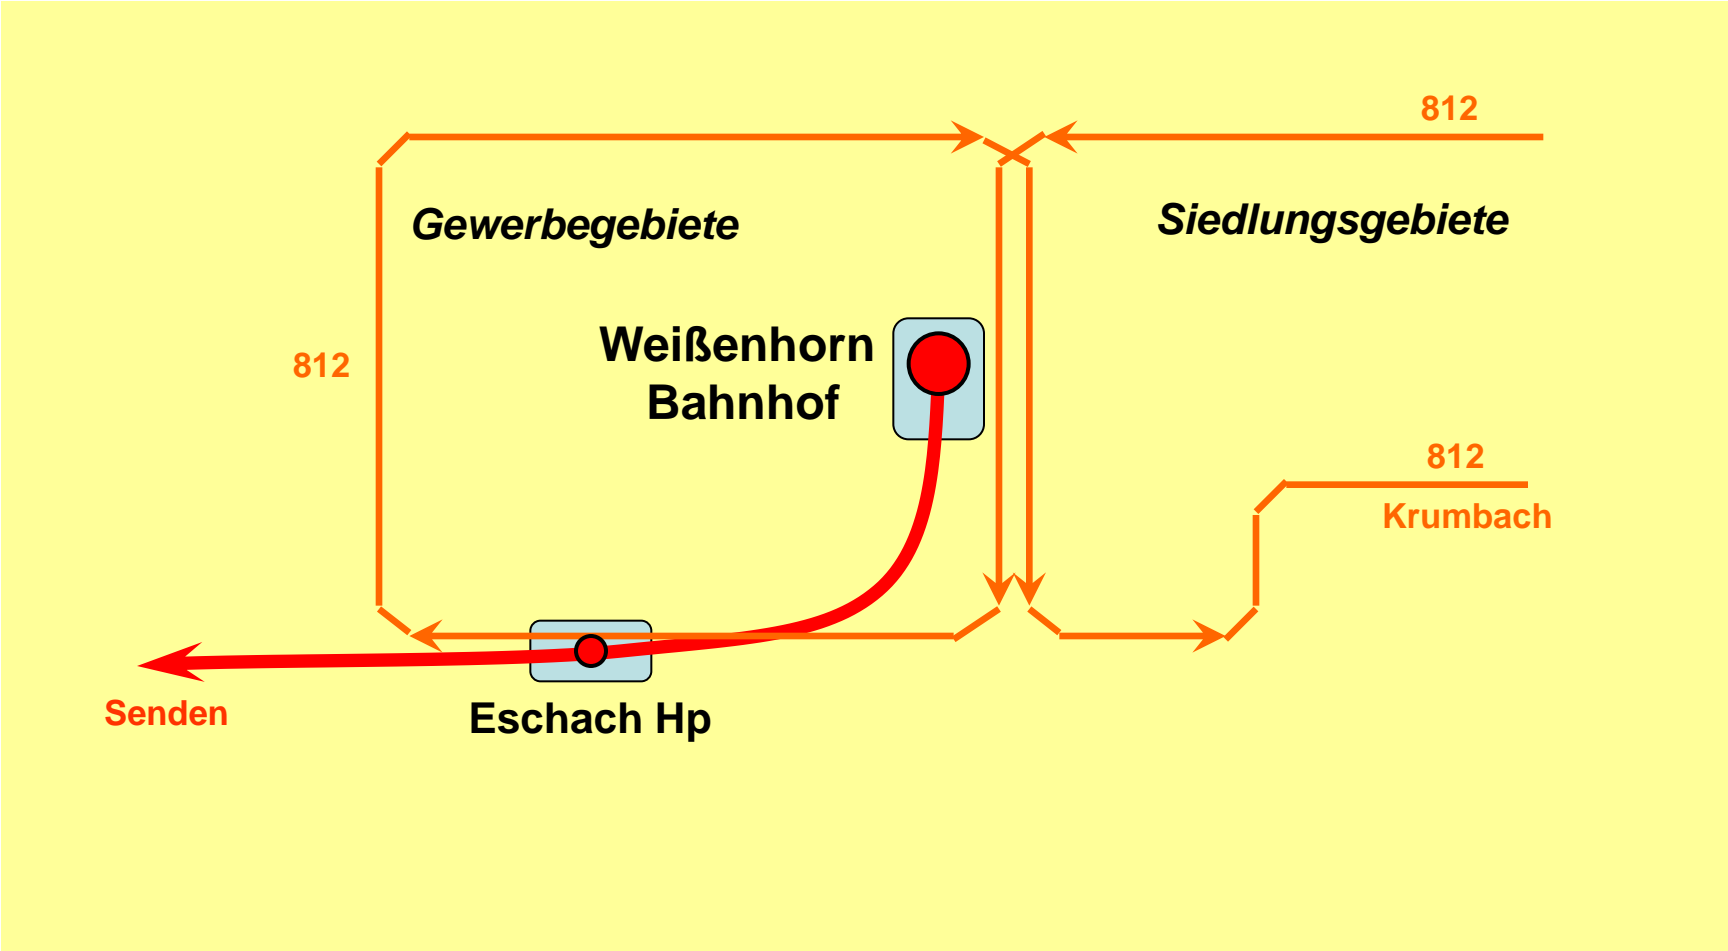 812
Gewerbegebiete
Siedlungsgebiete
Weißenhorn
Bahnhof
812
812
Krumbach
Senden
Eschach Hp